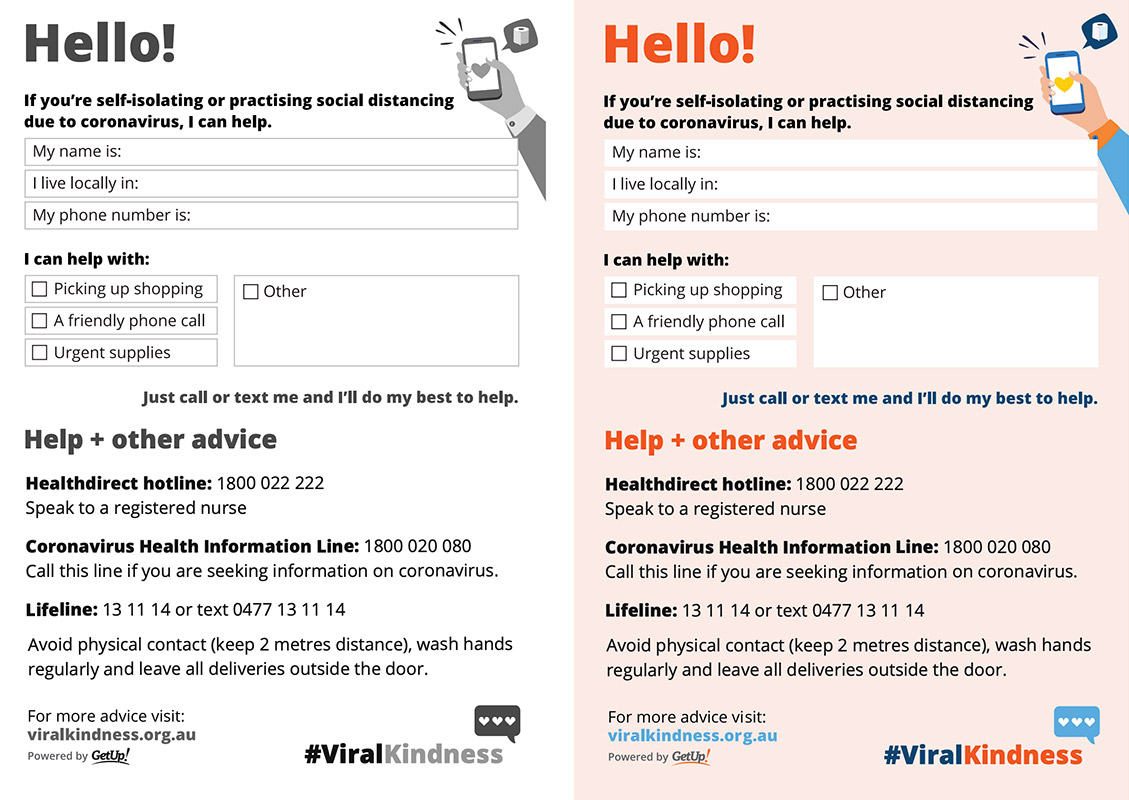 Hello!
If you're self-isolating or practising social distancing
due to coronavirus, I can help.
My name is:
I live locally in:
My phone number is:
I can help with:
Picking up shopping
A friendly phone call
Urgent supplies
Other
Just call or text me and I'll do my best to help.
Help + other advice
Healthdirect hotline: 1800 022 222
Speak to a registered nurse
Coronavirus Health Information Line: 1800 020 080
Call this line if you are seeking information on coronavirus.
Lifeline: 13 11 14 or text 0477 13 11 14
Avoid physical contact (keep 2 metres distance), wash hands
regularly and leave all deliveries outside the door.
For more advice visit:
viralkindness.org.au
Powered by GetUp!
#ViralKindness
Hello!
If you're self-isolating or practising social distancing
due to coronavirus, I can help.
My name is:
I live locally in:
My phone number is:
I can help with:
Picking up shopping
A friendly phone call
Urgent supplies
Other
Just call or text me and I'll do my best to help.
Help + other advice
Healthdirect hotline: 1800 022 222
Speak to a registered nurse
Coronavirus Health Information Line: 1800 020 080
Call this line if you are seeking information on coronavirus.
Lifeline: 13 11 14 or text 0477 13 11 14
Avoid physical contact (keep 2 metres distance), wash hands
regularly and leave all deliveries outside the door.
For more advice visit:
viralkindness.org.au
Powered by GetUp!
#ViralKindness